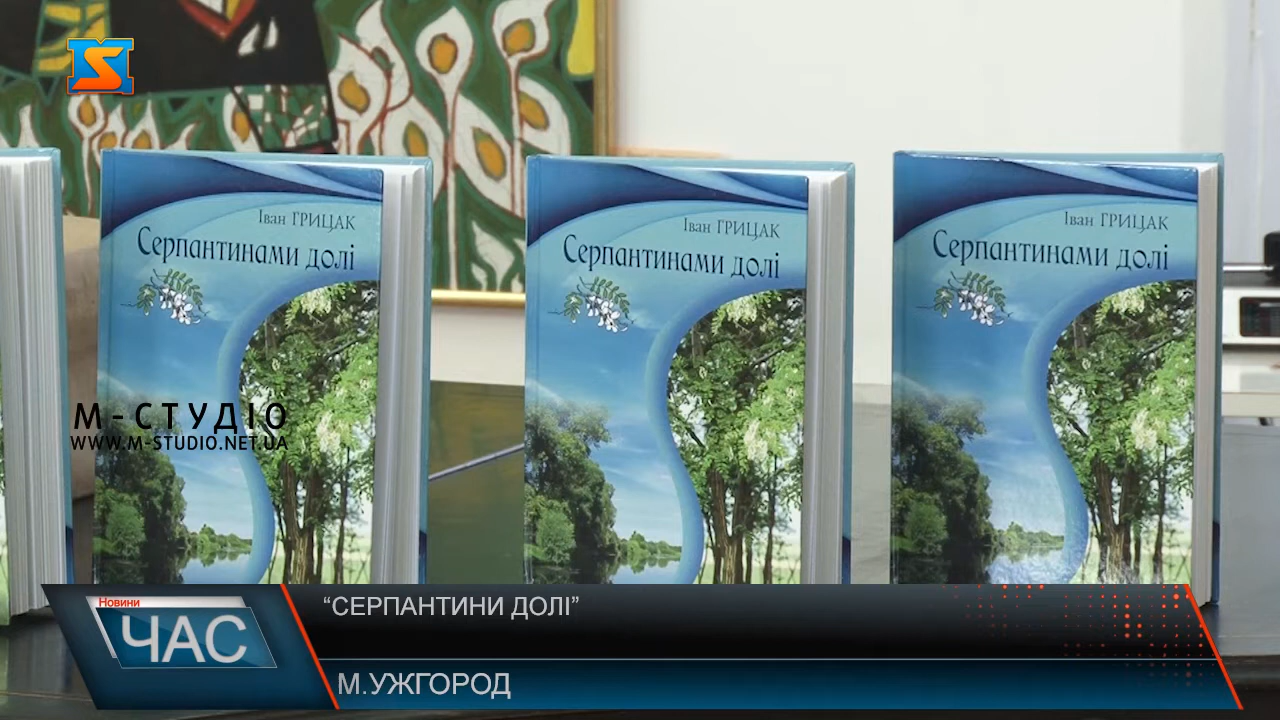 Іван ГРИЦАК
Серпантинами долі
Іван ГРИЦАК
Серпантинами долі
Іван ГРИЦАК
Серпантинами долі
М-СТУДІО
WWW.M-STUDIO.NET.UA
Новини
ЧАС
“СЕРПАНТИНИ ДОЛІ”
М.УЖГОРОД